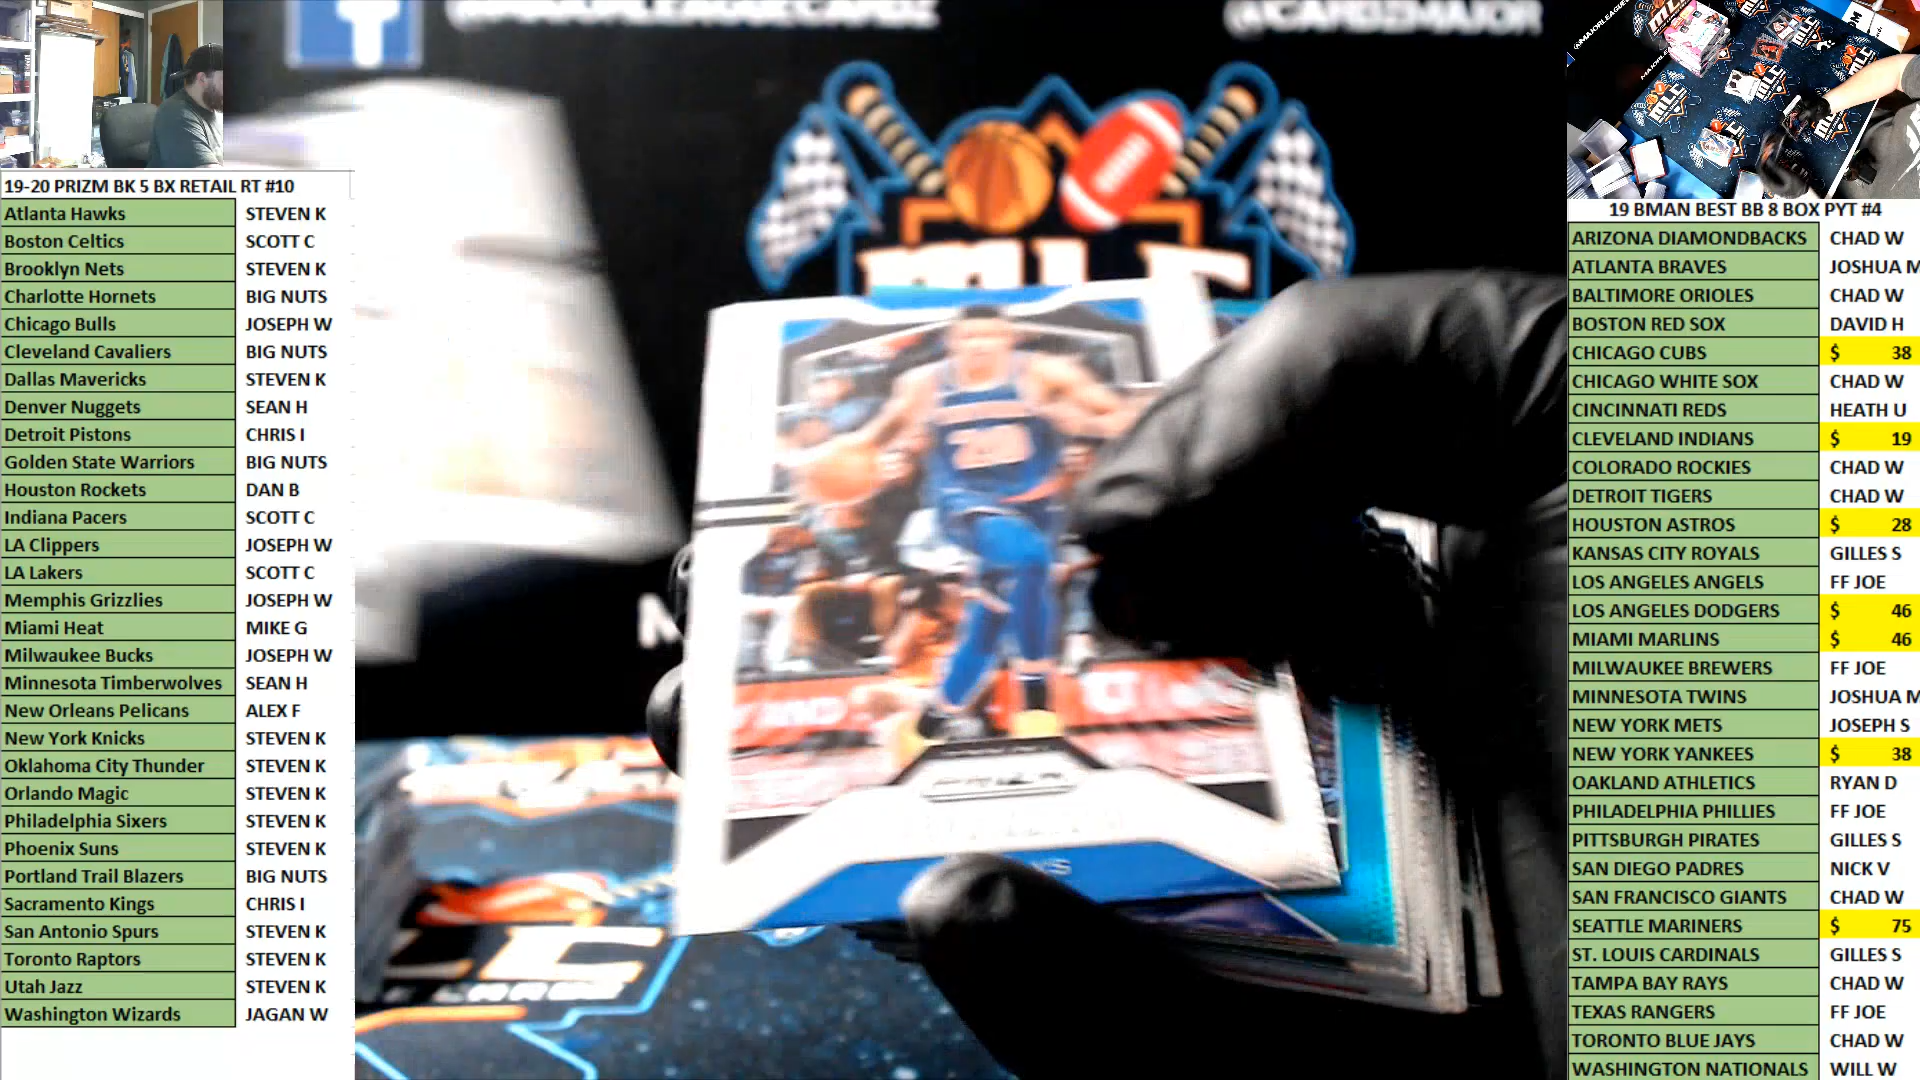 @MAJORLEAGUECARDZ
@CARDZMAJOR
MLC
19-20 PRIZM BK 5 BX RETAIL RT #10
Atlanta Hawks STEVEN K
Boston Celtics SCOTT C
Brooklyn Nets STEVEN K
Charlotte Hornets BIG NUTS
Chicago Bulls JOSEPH W
Cleveland Cavaliers BIG NUTS
Dallas Mavericks STEVEN K
Denver Nuggets SEAN H
Detroit Pistons CHRIS I
Golden State Warriors BIG NUTS
Houston Rockets DAN B
Indiana Pacers SCOTT C
LA Clippers JOSEPH W
LA Lakers SCOTT C
Memphis Grizzlies JOSEPH W
Miami Heat MIKE G
Milwaukee Bucks JOSEPH W
Minnesota Timberwolves SEAN H
New Orleans Pelicans ALEX F
New York Knicks STEVEN K
Oklahoma City Thunder STEVEN K
Orlando Magic STEVEN K
Philadelphia Sixers STEVEN K
Phoenix Suns STEVEN K
Portland Trail Blazers BIG NUTS
Sacramento Kings CHRIS I
San Antonio Spurs STEVEN K
Toronto Raptors STEVEN K
Utah Jazz STEVEN K
Washington Wizards JAGAN W
PRIZM
19 BMAN BEST BB 8 BOX PYT #4
ARIZONA DIAMONDBACKS CHAD W
ATLANTA BRAVES JOSHUA M
BALTIMORE ORIOLES CHAD W
BOSTON RED SOX DAVID H
CHICAGO CUBS $ 38
CHICAGO WHITE SOX CHAD W
CINCINNATI REDS HEATH U
CLEVELAND INDIANS $ 19
COLORADO ROCKIES CHAD W
DETROIT TIGERS CHAD W
HOUSTON ASTROS $ 28
KANSAS CITY ROYALS GILLES S
LOS ANGELES ANGELS FF JOE
LOS ANGELES DODGERS $ 46
MIAMI MARLINS $ 46
MILWAUKEE BREWERS FF JOE
MINNESOTA TWINS JOSHUA M
NEW YORK METS JOSEPH S
NEW YORK YANKEES $ 38
OAKLAND ATHLETICS RYAN D
PHILADELPHIA PHILLIES FF JOE
PITTSBURGH PIRATES GILLES S
SAN DIEGO PADRES NICK V
SAN FRANCISCO GIANTS CHAD W
SEATTLE MARINERS $ 75
ST. LOUIS CARDINALS GILLES S
TAMPA BAY RAYS CHAD W
TEXAS RANGERS FF JOE
TORONTO BLUE JAYS CHAD W
WASHINGTON NATIONALS WILL W